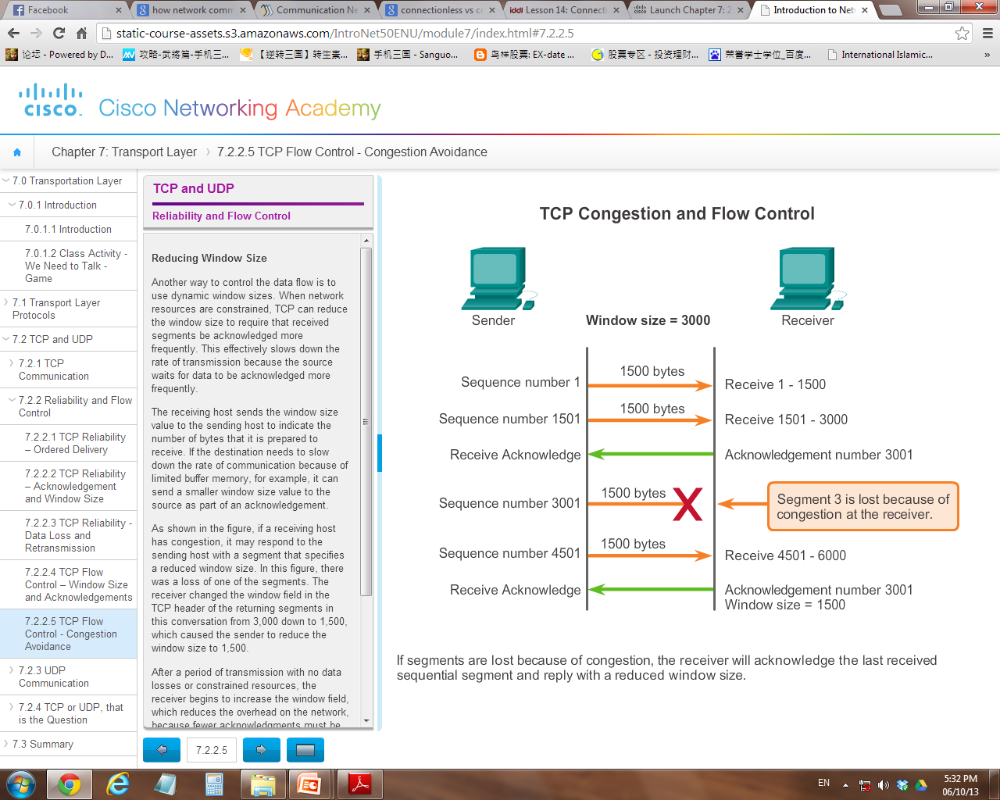 Facebook
how network comm
Communication Ne
connectionless vs co
iddl Lesson 14: Connecti
Launch Chapter 7: 2
Introduction to Net
static-course-assets.s3.amazonaws.com/IntroNet50ENU/module7/index.html#7.2.2.5
论坛 - Powered by D...
攻略-武将篇-手机三...
【逆转三国】转生素...
手机三国 - Sanguo...
鸟样股票: EX-date ...
股票专区 - 投资理财...
荣誉学士学位_百度...
International Islamic...
»
cisco.
Cisco Networking Academy
Chapter 7: Transport Layer
7.2.2.5 TCP Flow Control - Congestion Avoidance
7.0 Transportation Layer
7.0.1 Introduction
7.0.1.1 Introduction
7.0.1.2 Class Activity -
We Need to Talk -
Game
7.1 Transport Layer
Protocols
7.2 TCP and UDP
7.2.1 TCP
Communication
7.2.2 Reliability and Flow
Control
7.2.2.1 TCP Reliability
– Ordered Delivery
7.2.2.2 TCP Reliability
– Acknowledgement
and Window Size
7.2.2.3 TCP Reliability -
Data Loss and
Retransmission
7.2.2.4 TCP Flow
Control – Window Size
and Acknowledgements
7.2.2.5 TCP Flow
Control - Congestion
Avoidance
7.2.3 UDP
Communication
7.2.4 TCP or UDP, that
is the Question
7.3 Summary
TCP and UDP
Reliability and Flow Control
Reducing Window Size
Another way to control the data flow is to
use dynamic window sizes. When network
resources are constrained, TCP can reduce
the window size to require that received
segments be acknowledged more
frequently. This effectively slows down the
rate of transmission because the source
waits for data to be acknowledged more
frequently.
The receiving host sends the window size
value to the sending host to indicate the
number of bytes that it is prepared to
receive. If the destination needs to slow
down the rate of communication because of
limited buffer memory, for example, it can
send a smaller window size value to the
source as part of an acknowledgement.
As shown in the figure, if a receiving host
has congestion, it may respond to the
sending host with a segment that specifies
a reduced window size. In this figure, there
was a loss of one of the segments. The
receiver changed the window field in the
TCP header of the returning segments in
this conversation from 3,000 down to 1,500,
which caused the sender to reduce the
window size to 1,500.
After a period of transmission with no data
losses or constrained resources, the
receiver begins to increase the window field,
which reduces the overhead on the network,
because fewer acknowledgments must be
7.2.2.5
TCP Congestion and Flow Control
Sender
Window size = 3000
Receiver
Sequence number 1
1500 bytes
Receive 1 - 1500
Sequence number 1501
1500 bytes
Receive 1501 - 3000
Receive Acknowledge
Acknowledgement number 3001
Sequence number 3001
1500 bytes
X
Segment 3 is lost because of
congestion at the receiver.
Sequence number 4501
1500 bytes
Receive 4501 - 6000
Receive Acknowledge
Acknowledgement number 3001
Window size = 1500
If segments are lost because of congestion, the receiver will acknowledge the last received
sequential segment and reply with a reduced window size.
EN
5:32 PM
06/10/13